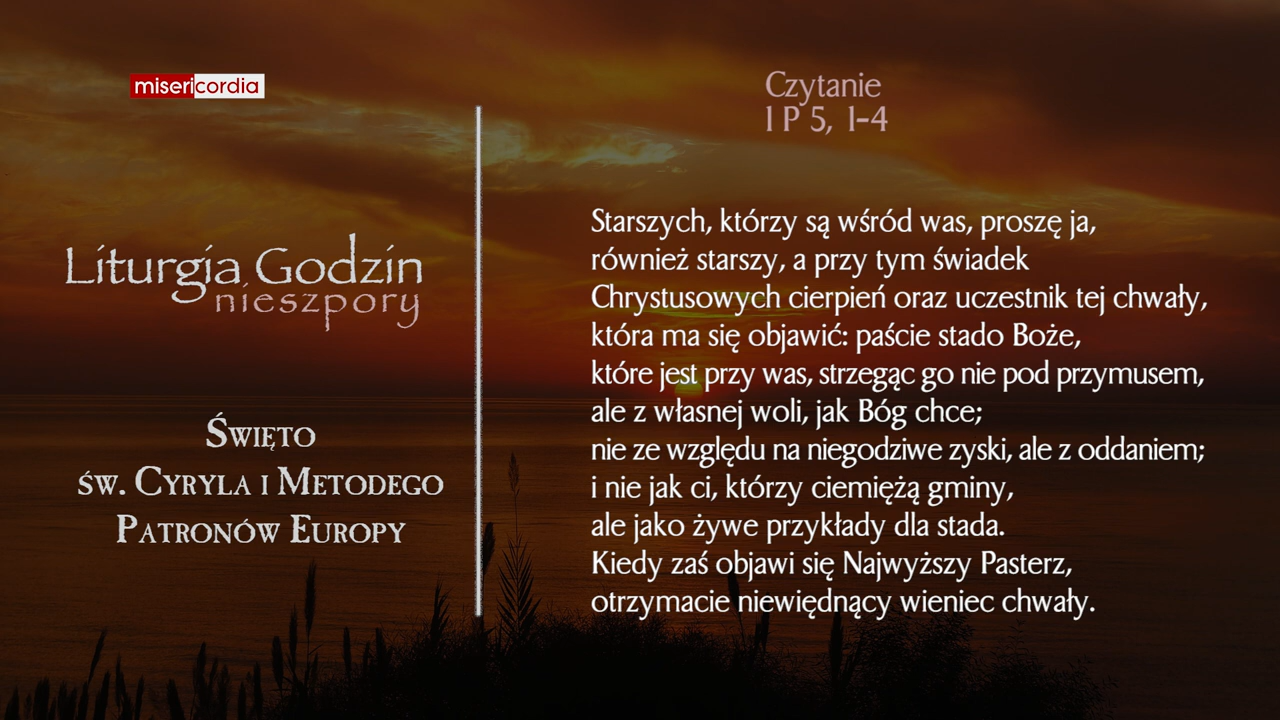 misericordia
Liturgia Godzin
nieszpory
Święto
św. Cyryla i Metodego
Patronów Europy
Czytanie
1 P 5, 1-4
Starszych, którzy są wśród was, proszę ja,
również starszy, a przy tym świadek
Chrystusowych cierpień oraz uczestnik tej chwały,
która ma się objawić: paście stado Boże,
które jest przy was, strzegąc go nie pod przymusem,
ale z własnej woli, jak Bóg chce;
nie ze względu na niegodziwe zyski, ale z oddaniem;
i nie jak ci, którzy ciemiężą gminy,
ale jako żywe przykłady dla stada.
Kiedy zaś objawi się Najwyższy Pasterz,
otrzymacie niewiędnący wieniec chwały.